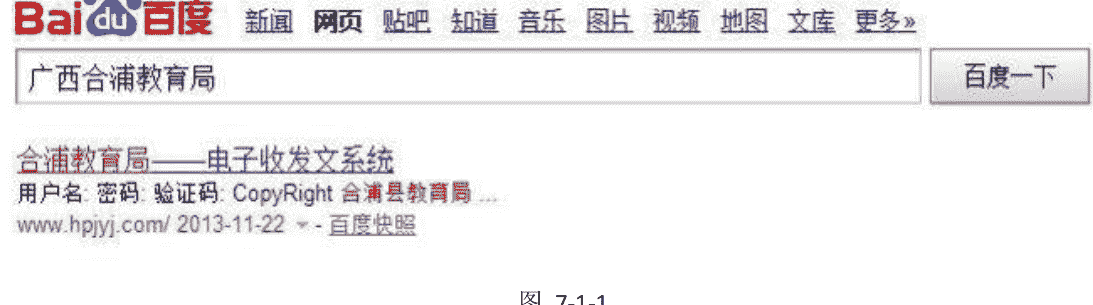 Bai du 百度 新闻 网页 贴吧 知道 音乐 图片 视频 地图 文库 更多»
广西合浦教育局 百度一下
合浦教育局——电子收发文系统
用户名: 密码: 验证码: CopyRight 合浦县教育局 ...
www.hpjyj.com/ 2013-11-22 - 百度快照
图 7-1-1